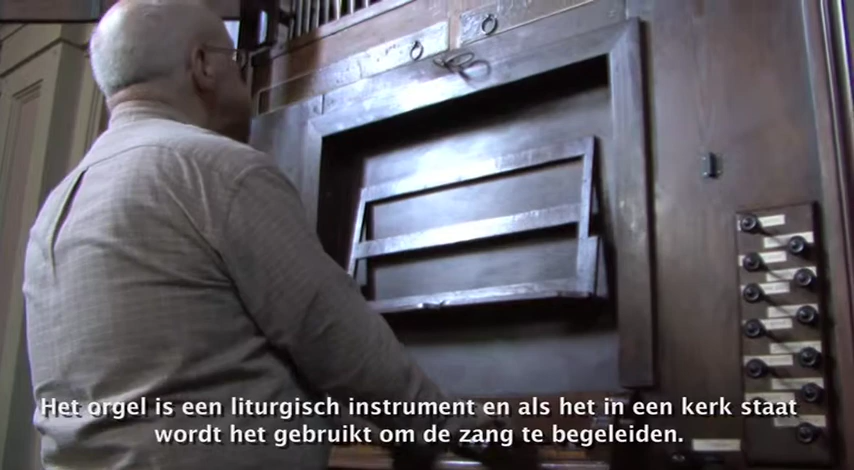 Het orgel is een liturgisch instrument en als het in een kerk staat
wordt het gebruikt om de zang te begeleiden.